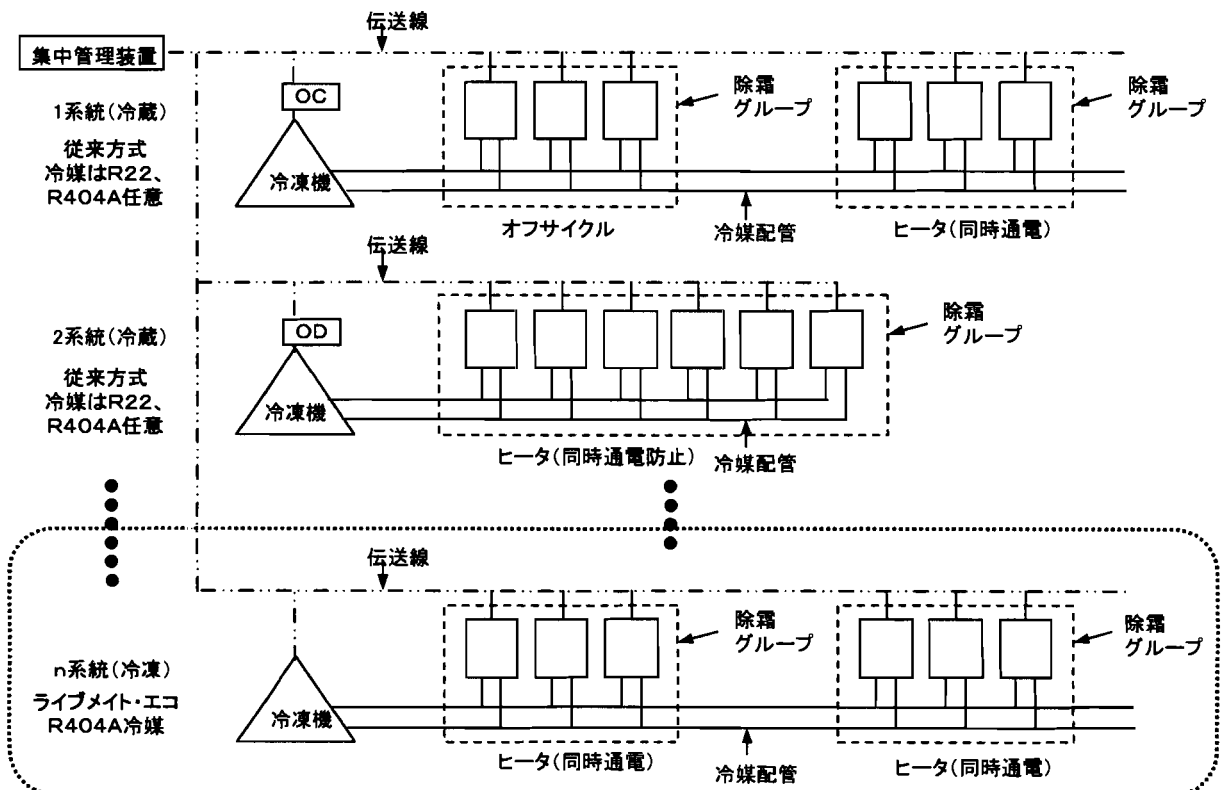 伝送線
集中管理装置
OC
除霜
グループ
除霜
グループ
1系統(冷蔵)
従来方式
冷媒はR22、
R404A任意
冷凍機
オフサイクル
冷媒配管
ヒータ(同時通電)
伝送線
OD
除霜
グループ
2系統(冷蔵)
従来方式
冷媒はR22、
R404A任意
冷凍機
ヒータ(同時通電防止)
冷媒配管
伝送線
除霜
グループ
除霜
グループ
n系統(冷凍)
ライブメイト・エコ
R404A冷媒
冷凍機
ヒータ(同時通電)
冷媒配管
ヒータ(同時通電)